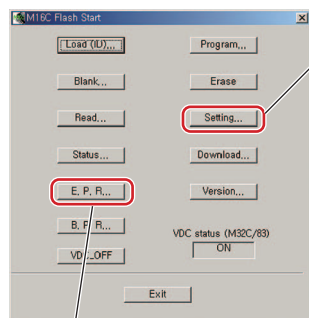 M16C Flash Start
Load (ID)...
Program...
Blank...
Erase
Read...
Setting...
Status...
Download...
E. P. R...
Version...
B. P. R...
VDC status (M32C/83)
VDC OFF
ON
Exit